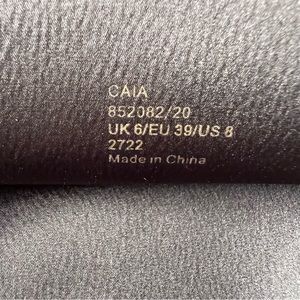 CAIA
852082/20
UK 6/EU 39/US 8
2722
Made in China